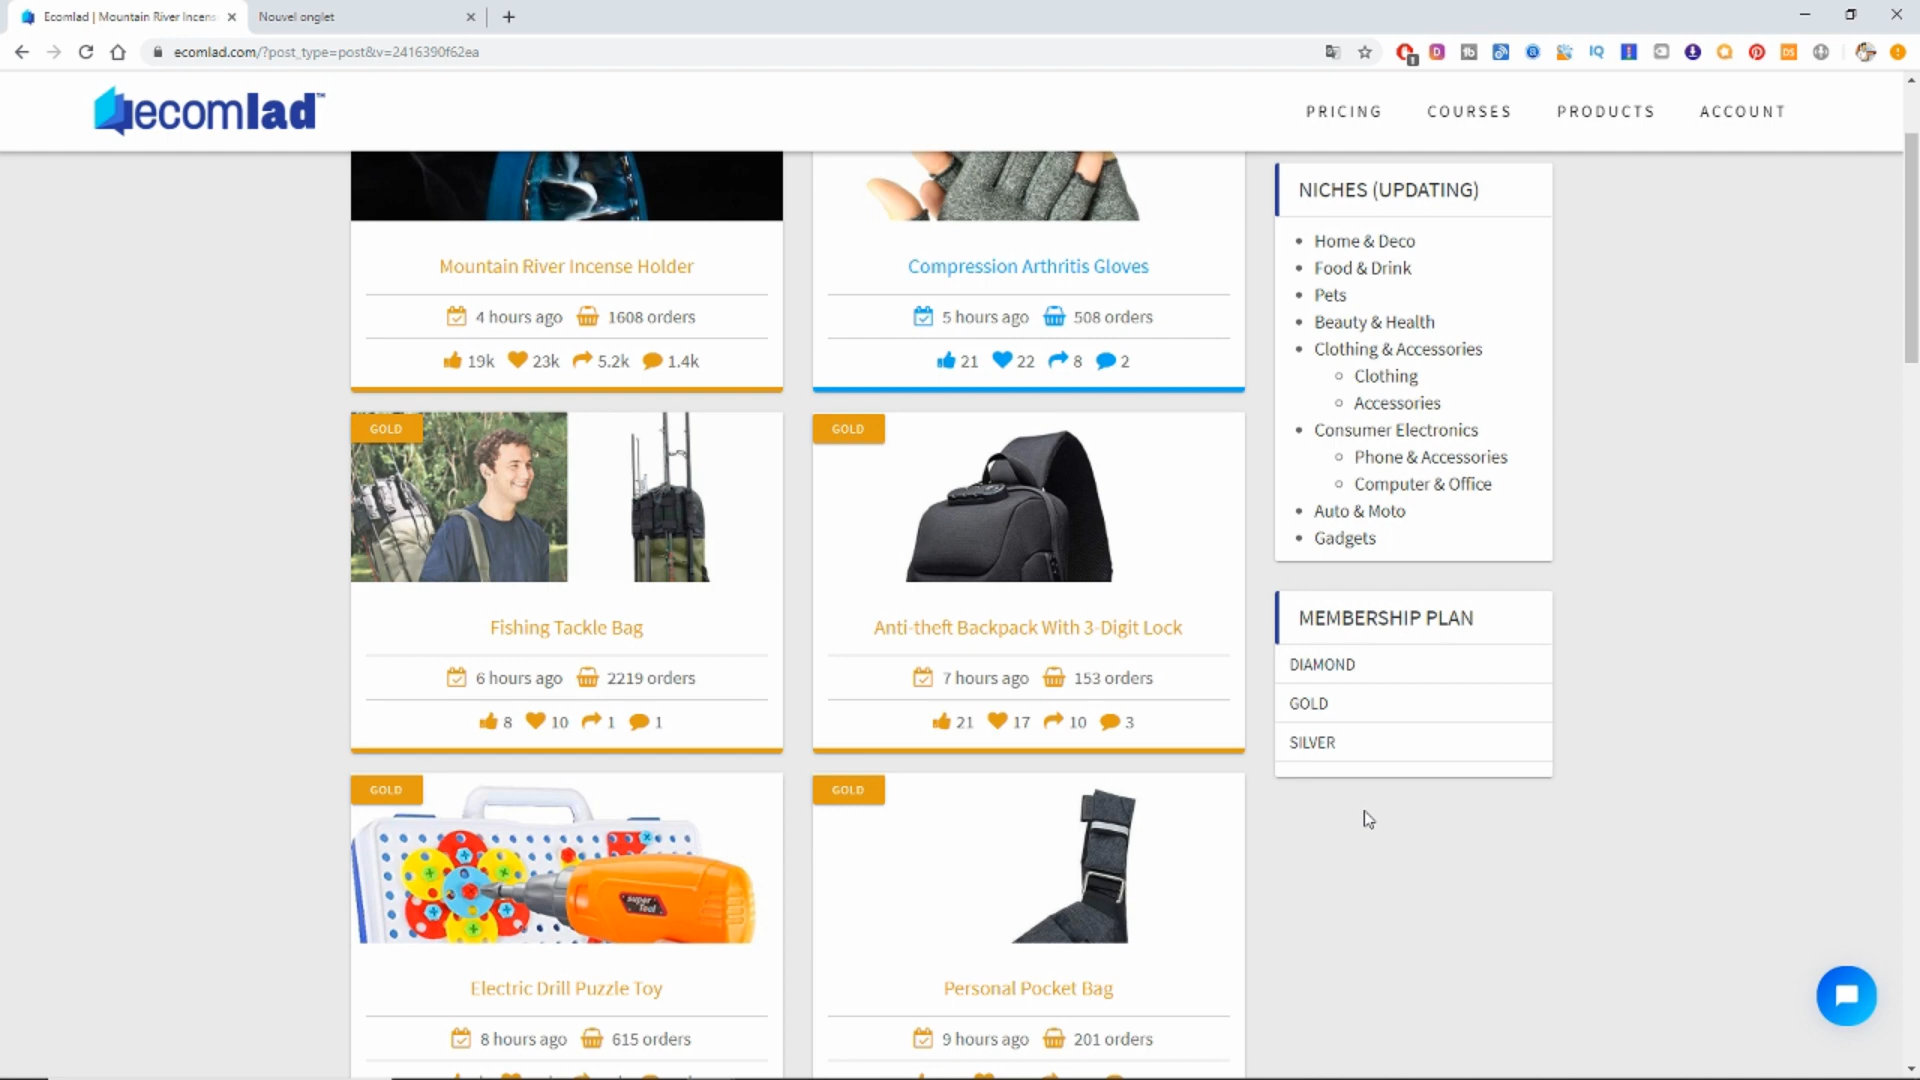 Ecomlad | Mountain River Incens
Nouvel onglet
ecomlad.com/?post_type=post&v=2416390f62ea
ecomlad™
PRICING
COURSES
PRODUCTS
ACCOUNT
Mountain River Incense Holder
4 hours ago 1608 orders
19k 23k 5.2k 1.4k
Compression Arthritis Gloves
5 hours ago 508 orders
21 22 8 2
GOLD
Fishing Tackle Bag
6 hours ago 2219 orders
8 10 1 1
GOLD
Anti-theft Backpack With 3-Digit Lock
7 hours ago 153 orders
21 17 10 3
GOLD
super
Tool
Electric Drill Puzzle Toy
8 hours ago 615 orders
GOLD
Personal Pocket Bag
9 hours ago 201 orders
NICHES (UPDATING)
Home & Deco
Food & Drink
Pets
Beauty & Health
Clothing & Accessories
Clothing
Accessories
Consumer Electronics
Phone & Accessories
Computer & Office
Auto & Moto
Gadgets
MEMBERSHIP PLAN
DIAMOND
GOLD
SILVER